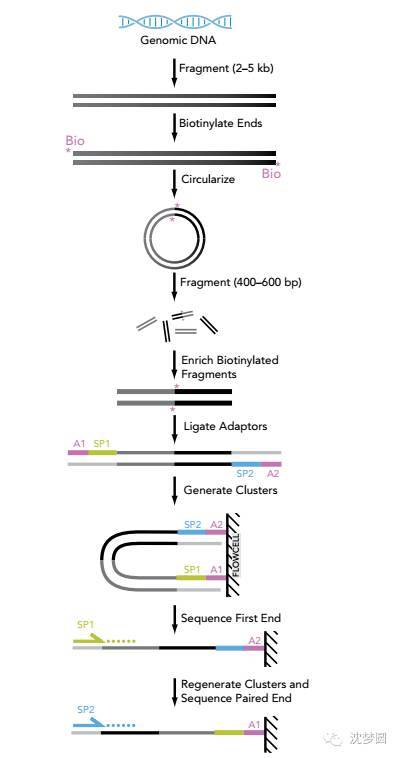 Genomic DNA
Fragment (2–5 kb)
Biotinylate Ends
Bio
*
*
Bio
Circularize
*
*
Fragment (400–600 bp)
Enrich Biotinylated
Fragments
*
*
Ligate Adaptors
A1 SP1
SP2 A2
Generate Clusters
SP2 A2
FLOWCELL
SP1 A1
Sequence First End
SP1
A2
Regenerate Clusters and
Sequence Paired End
SP2
A1
沈梦圆